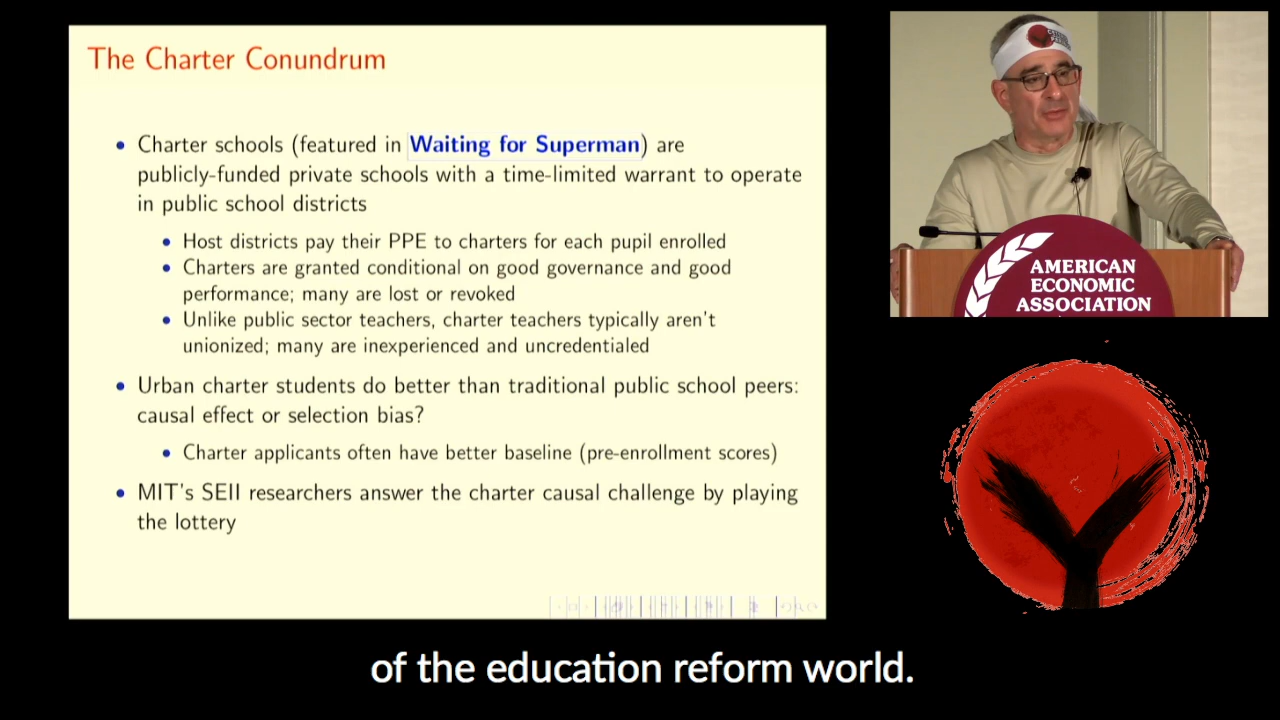 The Charter Conundrum
• Charter schools (featured in Waiting for Superman) are
publicly-funded private schools with a time-limited warrant to operate
in public school districts
• Host districts pay their PPE to charters for each pupil enrolled
• Charters are granted conditional on good governance and good
performance; many are lost or revoked
• Unlike public sector teachers, charter teachers typically aren't
unionized; many are inexperienced and uncredentialed
• Urban charter students do better than traditional public school peers:
causal effect or selection bias?
• Charter applicants often have better baseline (pre-enrollment scores)
• MIT's SEII researchers answer the charter causal challenge by playing
the lottery
AMERICAN
ECONOMIC
ASSOCIATION
of the education reform world.